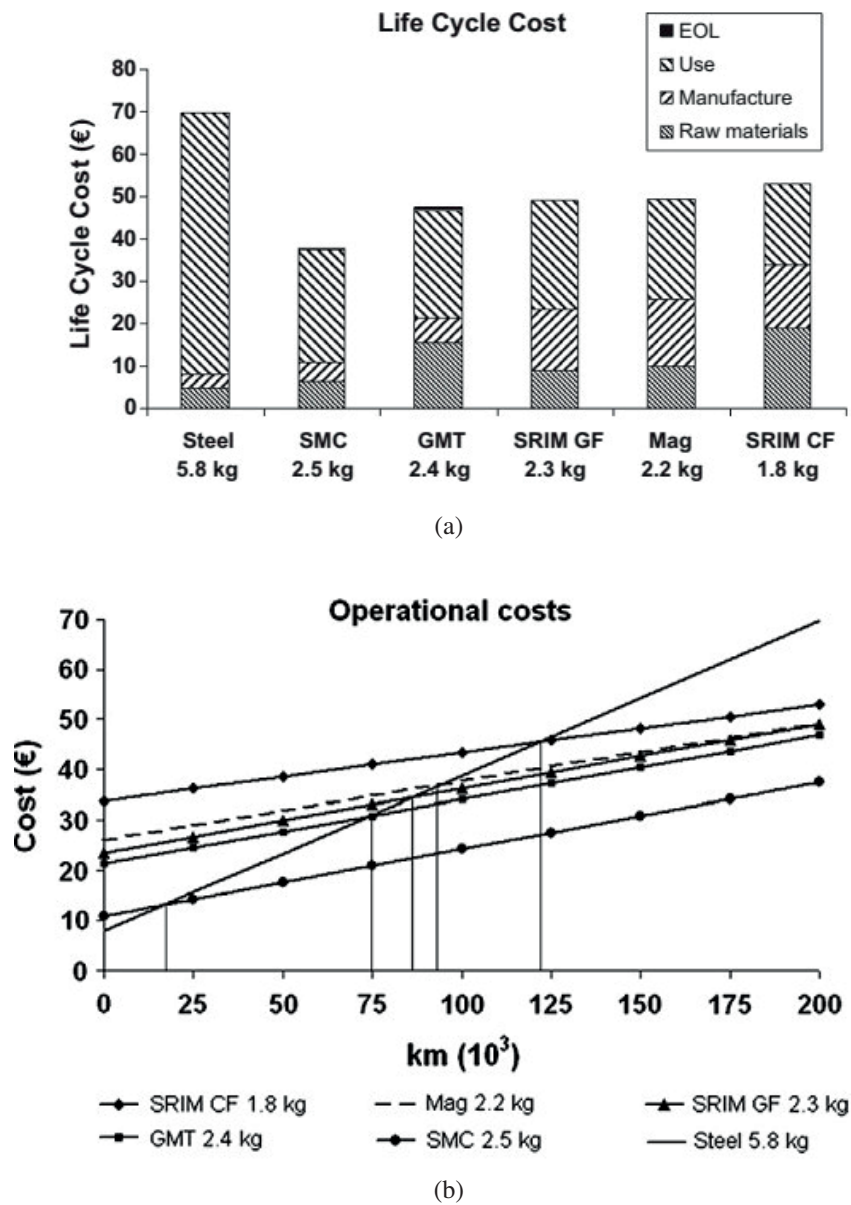 Life Cycle Cost
EOL
Use
Manufacture
Raw materials
Life Cycle Cost (€)
80
70
60
50
40
30
20
10
0
Steel SMC GMT SRIM GF Mag SRIM CF
5.8 kg 2.5 kg 2.4 kg 2.3 kg 2.2 kg 1.8 kg
(a)
Operational costs
Cost (€)
70
60
50
40
30
20
10
0
0 25 50 75 100 125 150 175 200
km (10³)
SRIM CF 1.8 kg Mag 2.2 kg SRIM GF 2.3 kg
GMT 2.4 kg SMC 2.5 kg Steel 5.8 kg
(b)